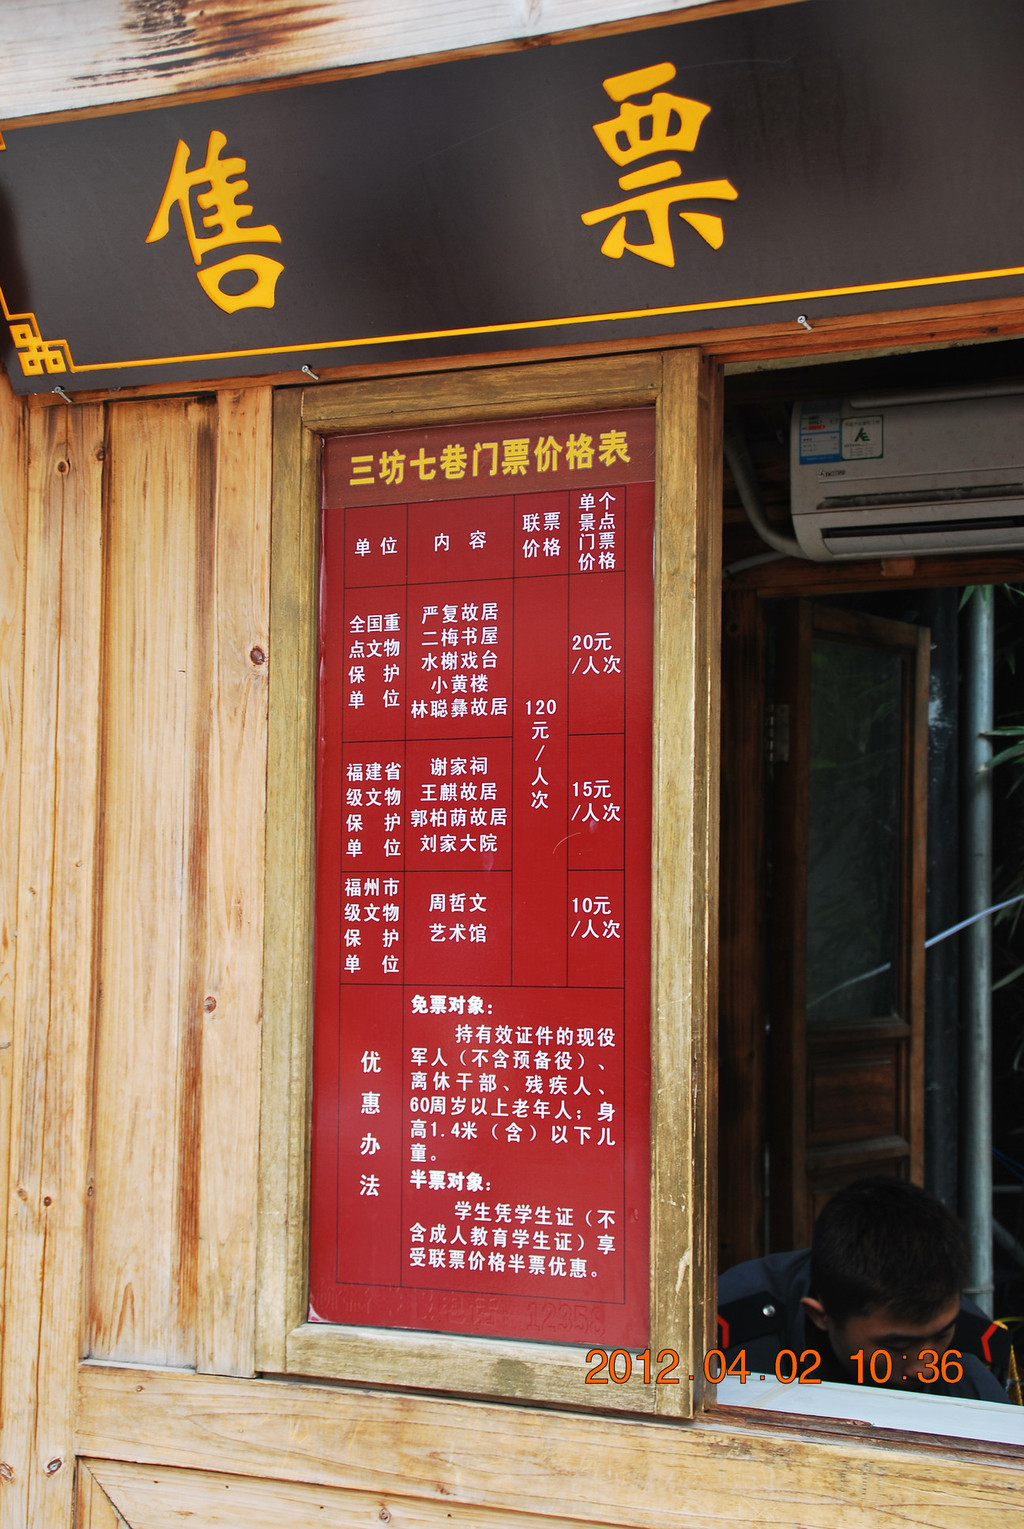 售票
三坊七巷门票价格表
单位
内容
联票
价格
单个
景点
门票
价格
全国重
点文物
保护
单位
严复故居
二梅书屋
水榭戏台
小黄楼
林聪彝故居
120
元
/
人
次
20元
/人次
福建省
级文物
保护
单位
谢家祠
王麒故居
郭柏荫故居
刘家大院
15元
/人次
福州市
级文物
保护
单位
周哲文
艺术馆
10元
/人次
优
惠
办
法
免票对象：
持有效证件的现役
军人（不含预备役）、
离休干部、残疾人、
60周岁以上老年人；身
高1.4米（含）以下儿
童。
半票对象：
学生凭学生证（不
含成人教育学生证）享
受联票价格半票优惠。
12358
2012.04.02 10:36